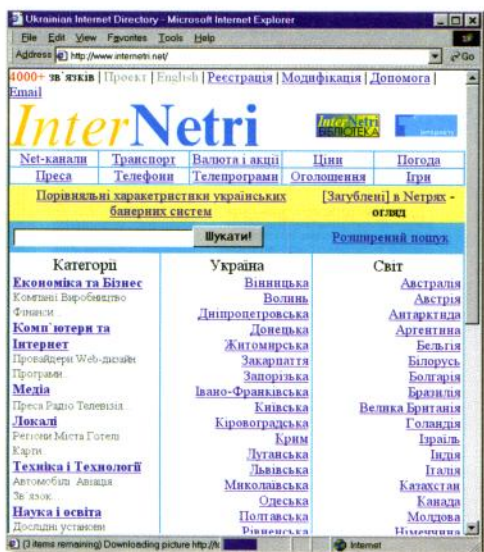 Ukrainian Internet Directory - Microsoft Internet Explorer
File Edit View Favorites Tools Help
Address http://www.internetri.net/ Go
4000+ зв`язків | Проект | English | Реєстрація | Модифікація | Допомога |
Email
InterNetri
InterNetri
БІБЛІОТЕКА
Net-канали Транспорт Валюта і акції Ціни Погода
Преса Телефони Телепрограми Оголошення Ігри
Порівняльні характеристики українських
банерних систем
[Загублені] в Нетрях -
огляд
Шукати! Розширений пошук
Категорії
Економіка та Бізнес
Компанії Виробництво
Фінанси...
Комп`ютери та
Інтернет
Провайдери Web-дизайн
Програми...
Медіа
Преса Радіо Телевізія...
Локалі
Регіони Міста Готелі
Карти...
Техніка і Технології
Автомобілі Авіація
Зв`язок...
Наука і освіта
Дослідні установи
Україна
Вінницька
Волинь
Дніпропетровська
Донецька
Житомирська
Закарпаття
Запорізька
Івано-Франківська
Київська
Кіровоградська
Крим
Луганська
Львівська
Миколаївська
Одеська
Полтавська
Рівненська
Світ
Австралія
Австрія
Антарктида
Аргентина
Бельгія
Білорусь
Болгарія
Бразилія
Велика Британія
Голандія
Ізраїль
Індія
Італія
Казахстан
Канада
Молдова
Німеччина
(3 items remaining) Downloading picture http://tr Internet